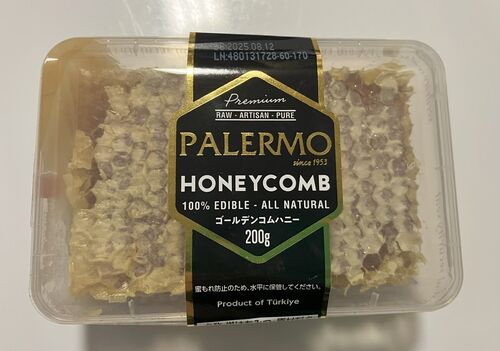 BB:2025.08.12
LN:480131728-60-170
Premium
RAW - ARTISAN - PURE
PALERMO
since 1953
HONEYCOMB
100% EDIBLE - ALL NATURAL
ゴールデンコムハニー
200g
蜜もれ防止のため、水平に保管してください。
Product of Türkiye